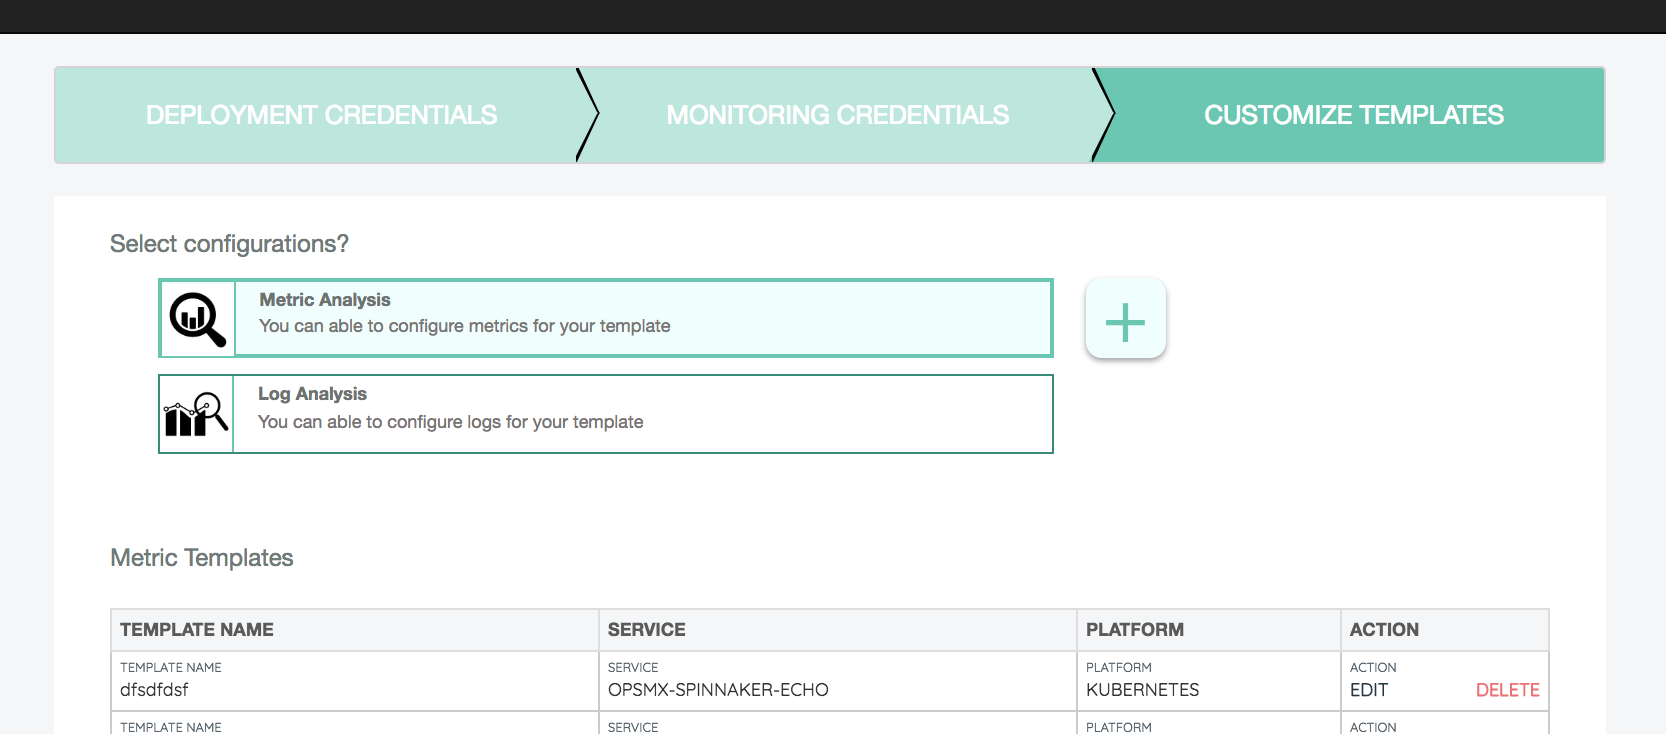 DEPLOYMENT CREDENTIALS MONITORING CREDENTIALS CUSTOMIZE TEMPLATES
Select configurations?
Metric Analysis
You can able to configure metrics for your template
Log Analysis
You can able to configure logs for your template
Metric Templates
TEMPLATE NAME SERVICE PLATFORM ACTION
TEMPLATE NAME SERVICE PLATFORM ACTION
dfsdfdsf OPSMX-SPINNAKER-ECHO KUBERNETES EDIT DELETE
TEMPLATE NAME SERVICE PLATFORM ACTION